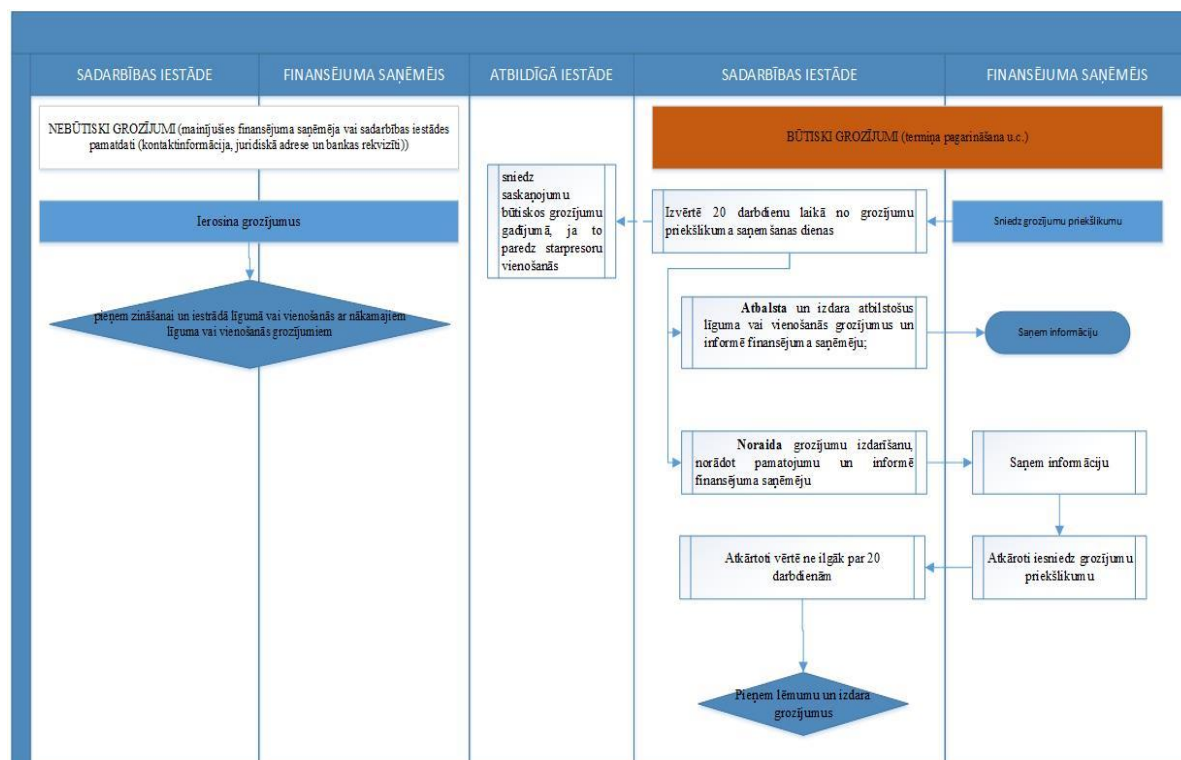 SADARBĪBAS IESTĀDE
FINANSĒJUMA SAŅĒMĒJS
ATBILDĪGĀ IESTĀDE
SADARBĪBAS IESTĀDE
FINANSĒJUMA SAŅĒMĒJS
NEBŪTISKI GROZĪJUMI (mainījušies finansējuma saņēmēja vai sadarbības iestādes
pamatdati (kontaktinformācija, juridiskā adrese un bankas rekvizīti))
Ierosina grozījumus
pieņem zināšanai un iestrādā līgumā vai vienošanās ar nākamajiem
līguma vai vienošanās grozījumiem
sniedz
saskaņojumu
būtiskos grozījumu
gadījumā, ja to
paredz starpresoru
vienošanās
BŪTISKI GROZĪJUMI (termiņa pagarināšana u.c.)
Izvērtē 20 darbdienu laikā no grozījumu
priekšlikuma saņemšanas dienas
Sniedz grozījumu priekšlikumu
Atbalsta un izdara atbilstošus
līguma vai vienošanās grozījumus un
informē finansējuma saņēmēju;
Saņem informāciju
Noraida grozījumu izdarīšanu,
norādot pamatojumu un informē
finansējuma saņēmēju
Saņem informāciju
Atkārtoti vērtē ne ilgāk par 20
darbdienām
Atkāroti iesniedz grozījumu
priekšlikumu
Pieņem lēmumu un izdara
grozījumus